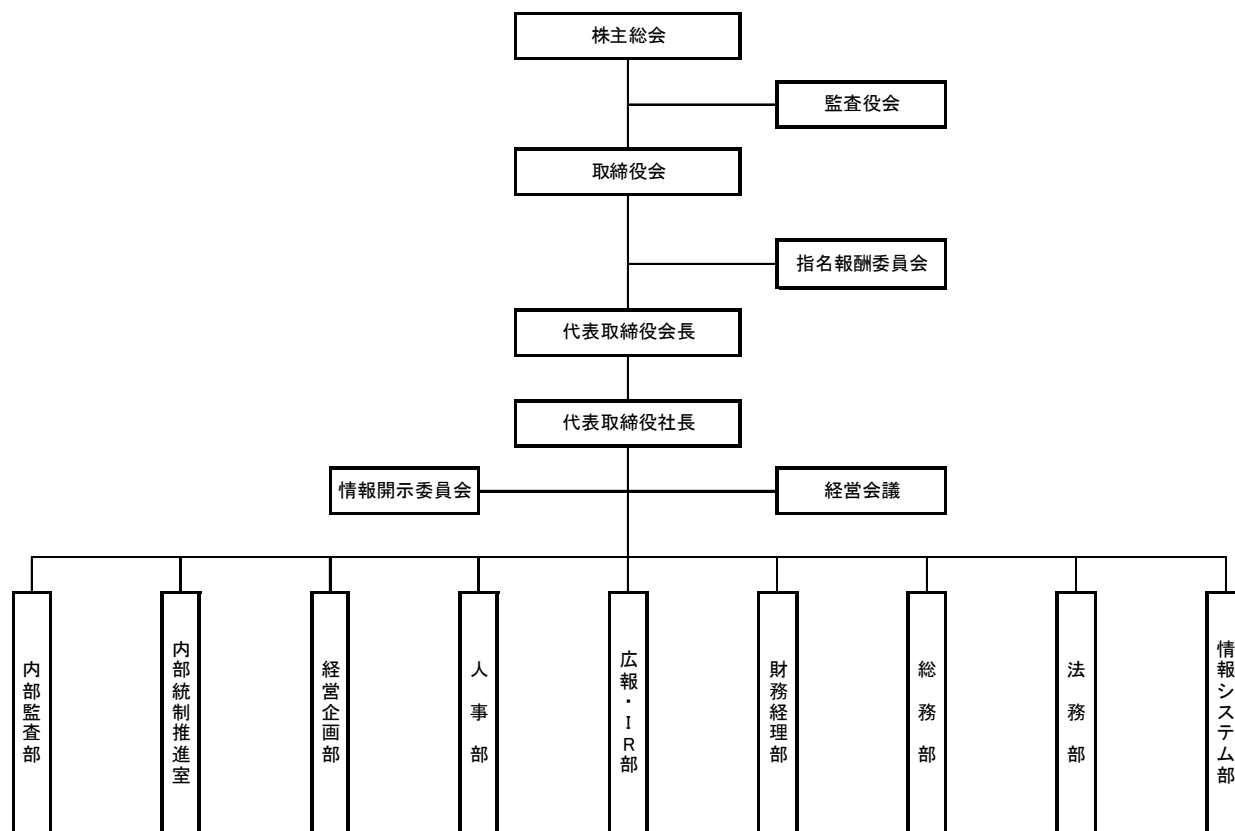 株主総会
監査役会
取締役会
指名報酬委員会
代表取締役会長
代表取締役社長
情報開示委員会
経営会議
内部監査部
内部統制推進室
経営企画部
人事部
広報・IR部
財務経理部
総務部
法務部
情報システム部